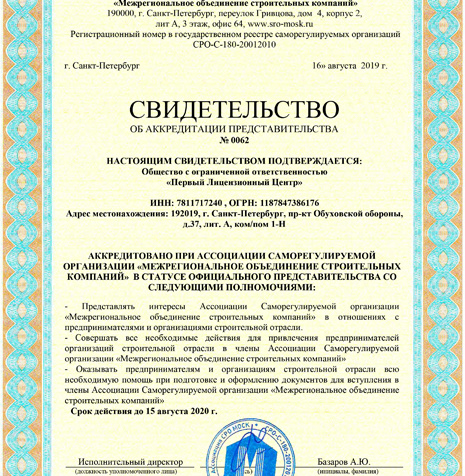 «Межрегиональное объединение строительных компаний»
190000, г. Санкт-Петербург, переулок Гривцова, дом 4, корпус 2,
лит А, 3 этаж, офис 64, www.sro-mosk.ru
Регистрационный номер в государственном реестре саморегулируемых организаций
СРО-С-180-20012010
г. Санкт-Петербург
16» августа 2019 г.
СВИДЕТЕЛЬСТВО
ОБ АККРЕДИТАЦИИ ПРЕДСТАВИТЕЛЬСТВА
№ 0062
НАСТОЯЩИМ СВИДЕТЕЛЬСТВОМ ПОДТВЕРЖДАЕТСЯ:
Общество с ограниченной ответственностью
«Первый Лицензионный Центр»
ИНН: 7811717240 , ОГРН: 1187847386176
Адрес местонахождения: 192019, г. Санкт-Петербург, пр-кт Обуховской обороны,
д.37, лит. А, ком/пом 1-Н
АККРЕДИТОВАНО ПРИ АССОЦИАЦИИ САМОРЕГУЛИРУЕМОЙ
ОРГАНИЗАЦИИ «МЕЖРЕГИОНАЛЬНОЕ ОБЪЕДИНЕНИЕ СТРОИТЕЛЬНЫХ
КОМПАНИЙ» В СТАТУСЕ ОФИЦИАЛЬНОГО ПРЕДСТАВИТЕЛЬСТВА СО
СЛЕДУЮЩИМИ ПОЛНОМОЧИЯМИ:
- Представлять интересы Ассоциации Саморегулируемой организации
«Межрегиональное объединение строительных компаний» в отношениях с
предпринимателями и организациями строительной отрасли.
- Совершать все необходимые действия для привлечения предпринимателей
организаций строительной отрасли в члены Ассоциации Саморегулируемой
организации «Межрегиональное объединение строительных компаний»
- Оказывать предпринимателям и организациям строительной отрасли всю
необходимую помощь при подготовке и оформлению документов для вступления в
члены Ассоциации Саморегулируемой организации «Межрегиональное объединение
строительных компаний»
Срок действия до 15 августа 2020 г.
Ассоциация СРО МОСК
СРО-С-180-200120
Исполнительный директор
Базаров А.Ю.
(должность уполномоченного лица)
(инициалы, фамилия)